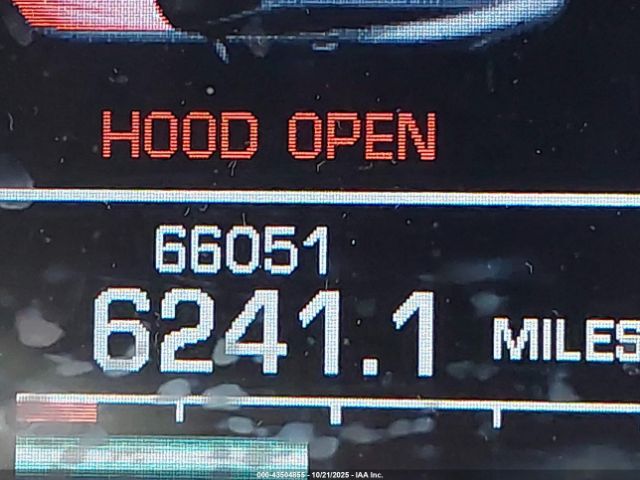 HOOD OPEN
66051
6241.1 MILES
000-43504855 - 10/21/2025 - IAA Inc.